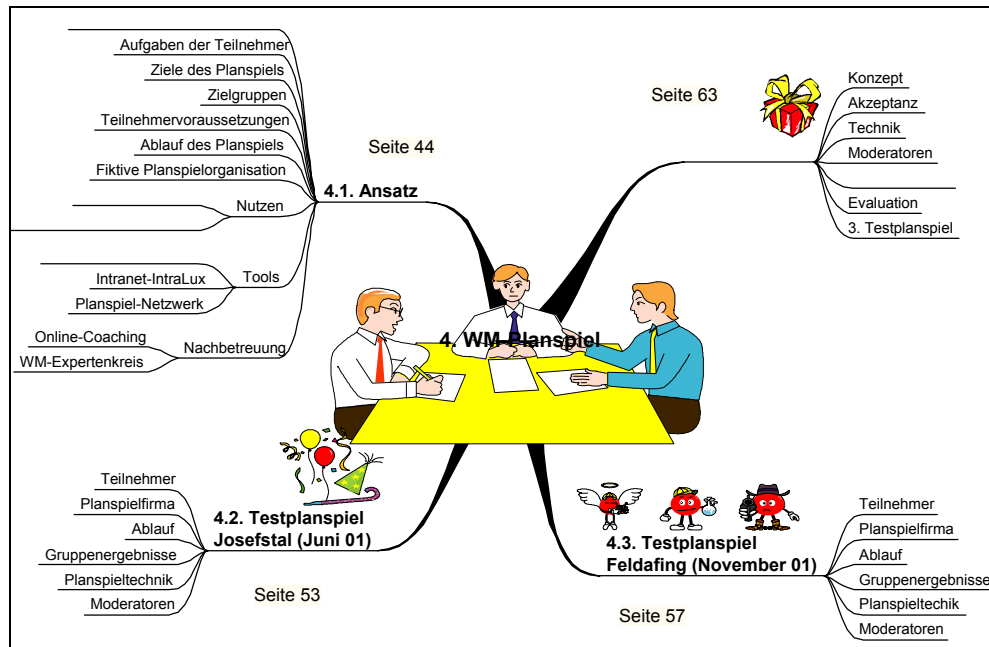 Aufgaben der Teilnehmer
Ziele des Planspiels
Zielgruppen
Teilnehmervoraussetzungen
Ablauf des Planspiels
Fiktive Planspielorganisation
Nutzen
Intranet-IntraLux
Planspiel-Netzwerk
Tools
Online-Coaching
WM-Expertenkreis
Nachbetreuung
4.1. Ansatz
Seite 44
Seite 63
Konzept
Akzeptanz
Technik
Moderatoren
Evaluation
3. Testplanspiel
4. WM-Planspiel
Teilnehmer
Planspielfirma
Ablauf
Gruppenergebnisse
Planspieltechnik
Moderatoren
4.2. Testplanspiel
Josefstal (Juni 01)
Seite 53
4.3. Testplanspiel
Feldafing (November 01)
Seite 57
Teilnehmer
Planspielfirma
Ablauf
Gruppenergebnisse
Planspieltechik
Moderatoren